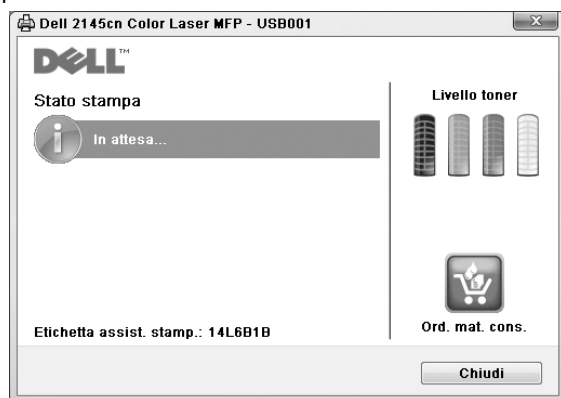 Dell 2145cn Color Laser MFP - USB001
DELL™
Stato stampa
In attesa...
Livello toner
Ord. mat. cons.
Etichetta assist. stamp.: 14L6B1B
Chiudi